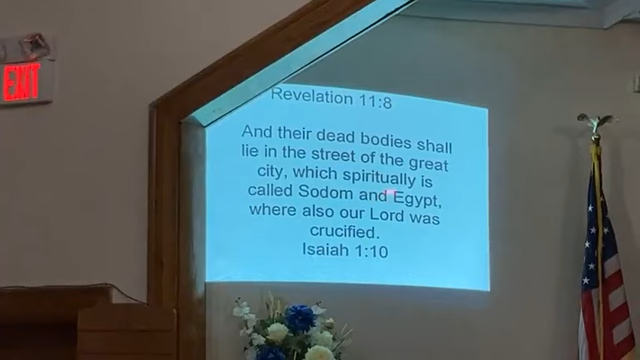 EXIT
Revelation 11:8
And their dead bodies shall
lie in the street of the great
city, which spiritually is
called Sodom and Egypt,
where also our Lord was
crucified.
Isaiah 1:10